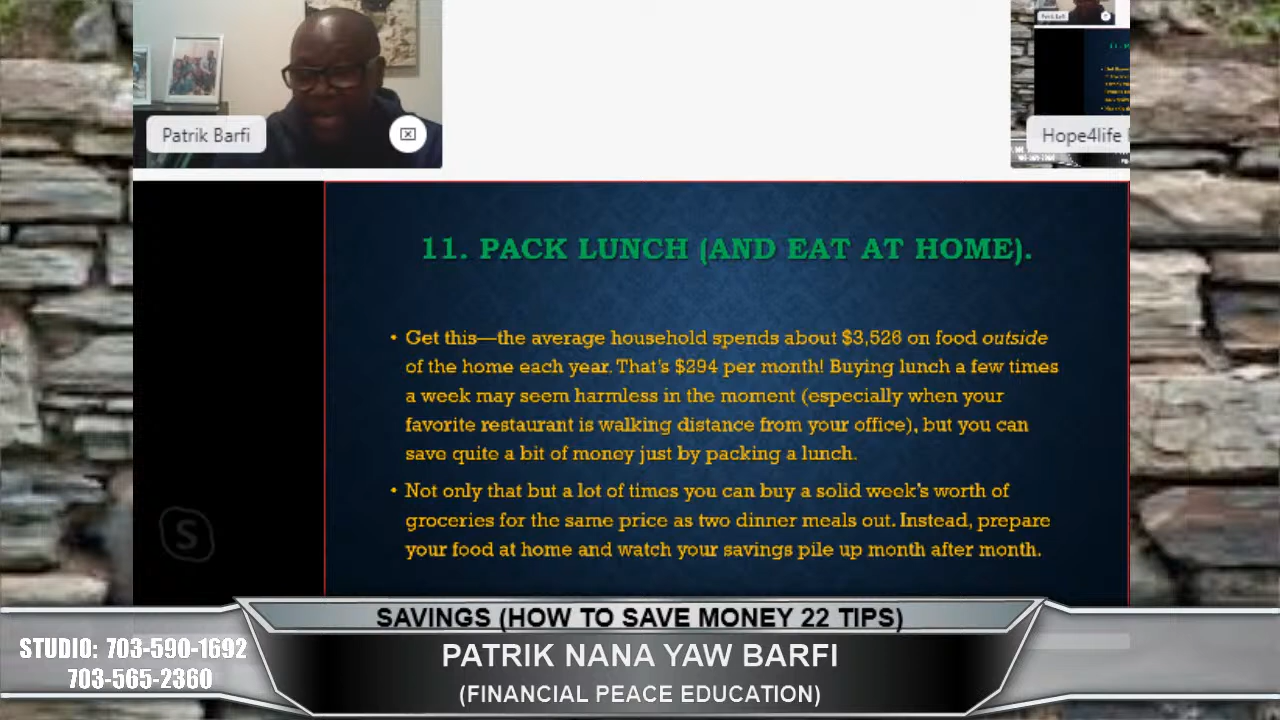 Patrik Barfi
Hope4life
11. PACK LUNCH (AND EAT AT HOME).
• Get this—the average household spends about $3,526 on food outside
of the home each year. That's $294 per month! Buying lunch a few times
a week may seem harmless in the moment (especially when your
favorite restaurant is walking distance from your office), but you can
save quite a bit of money just by packing a lunch.
• Not only that but a lot of times you can buy a solid week's worth of
groceries for the same price as two dinner meals out. Instead, prepare
your food at home and watch your savings pile up month after month.
SAVINGS (HOW TO SAVE MONEY 22 TIPS)
STUDIO: 703-590-1692
703-565-2360
PATRIK NANA YAW BARFI
(FINANCIAL PEACE EDUCATION)